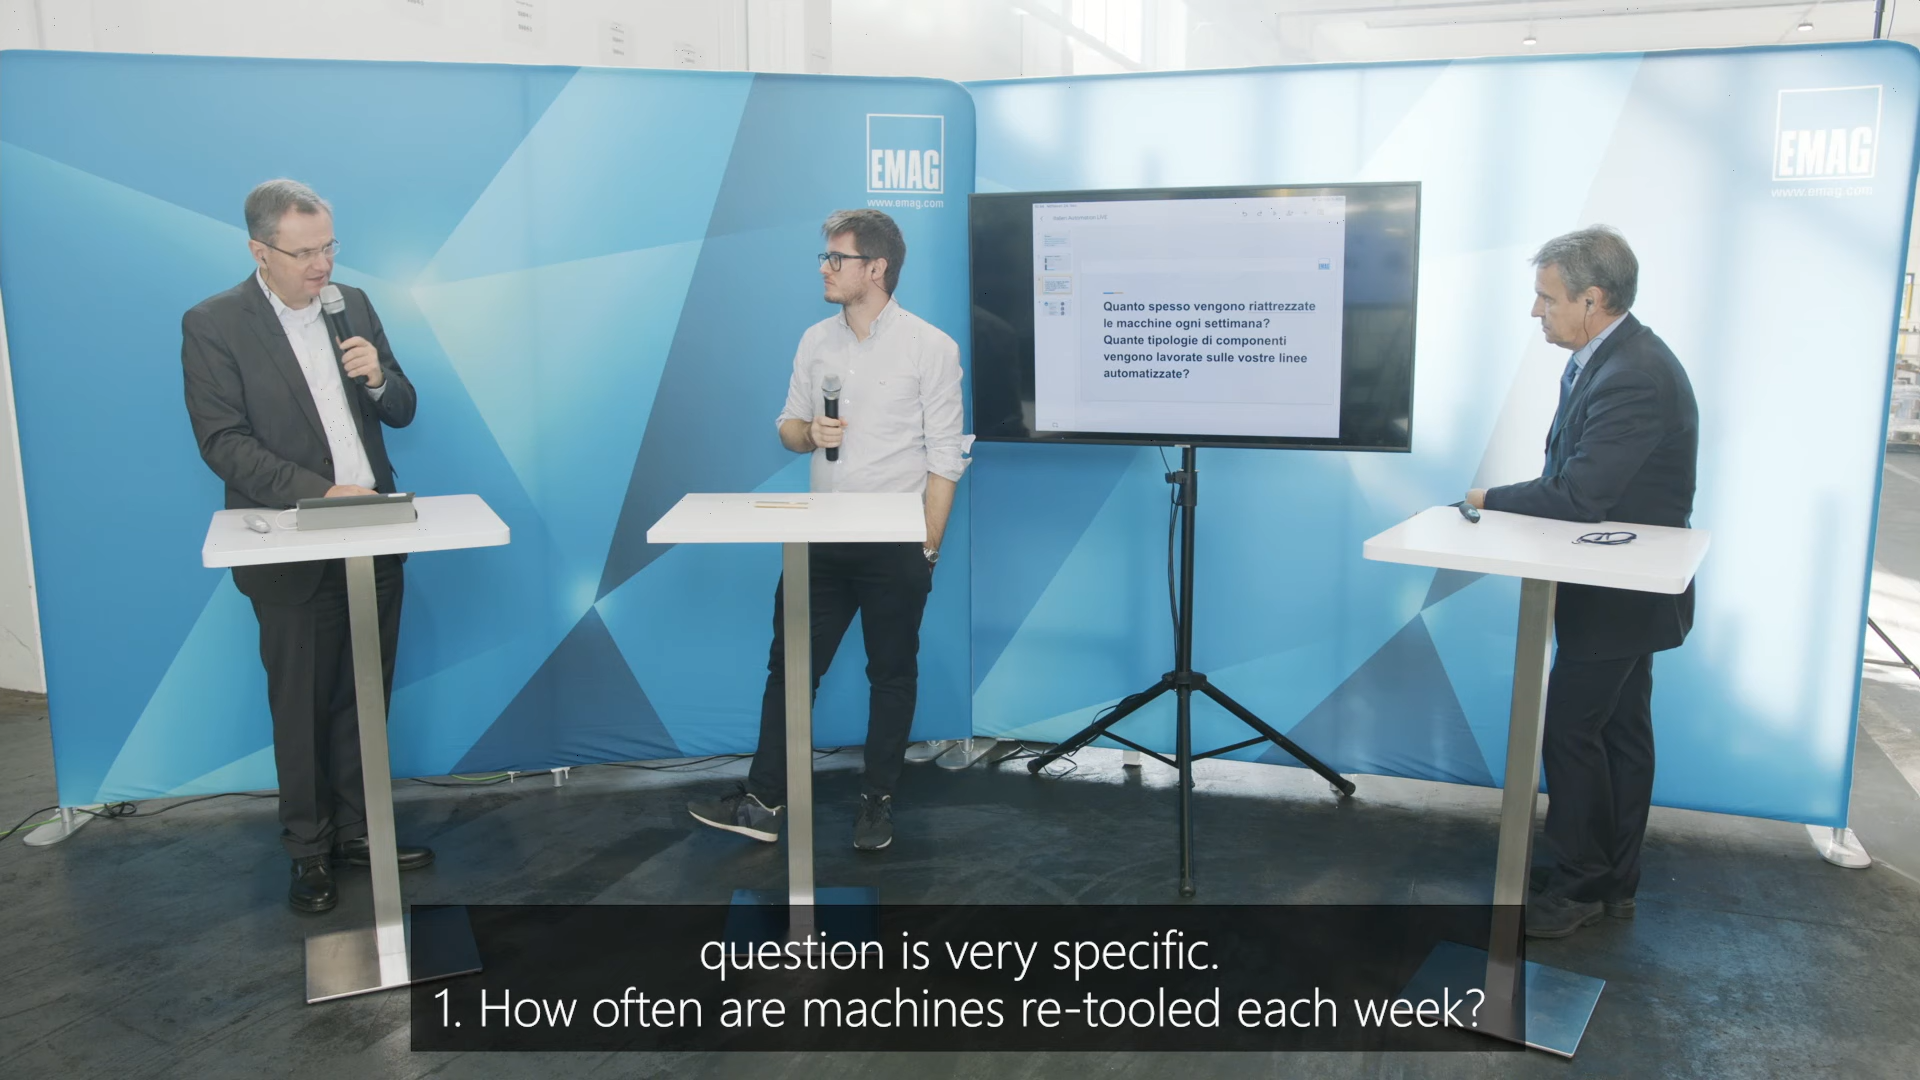 EMAG
www.emag.com
EMAG
www.emag.com
Quanto spesso vengono riattrezzate
le macchine ogni settimana?
Quante tipologie di componenti
vengono lavorate sulle vostre linee
automatizzate?
question is very specific.
1. How often are machines re-tooled each week?